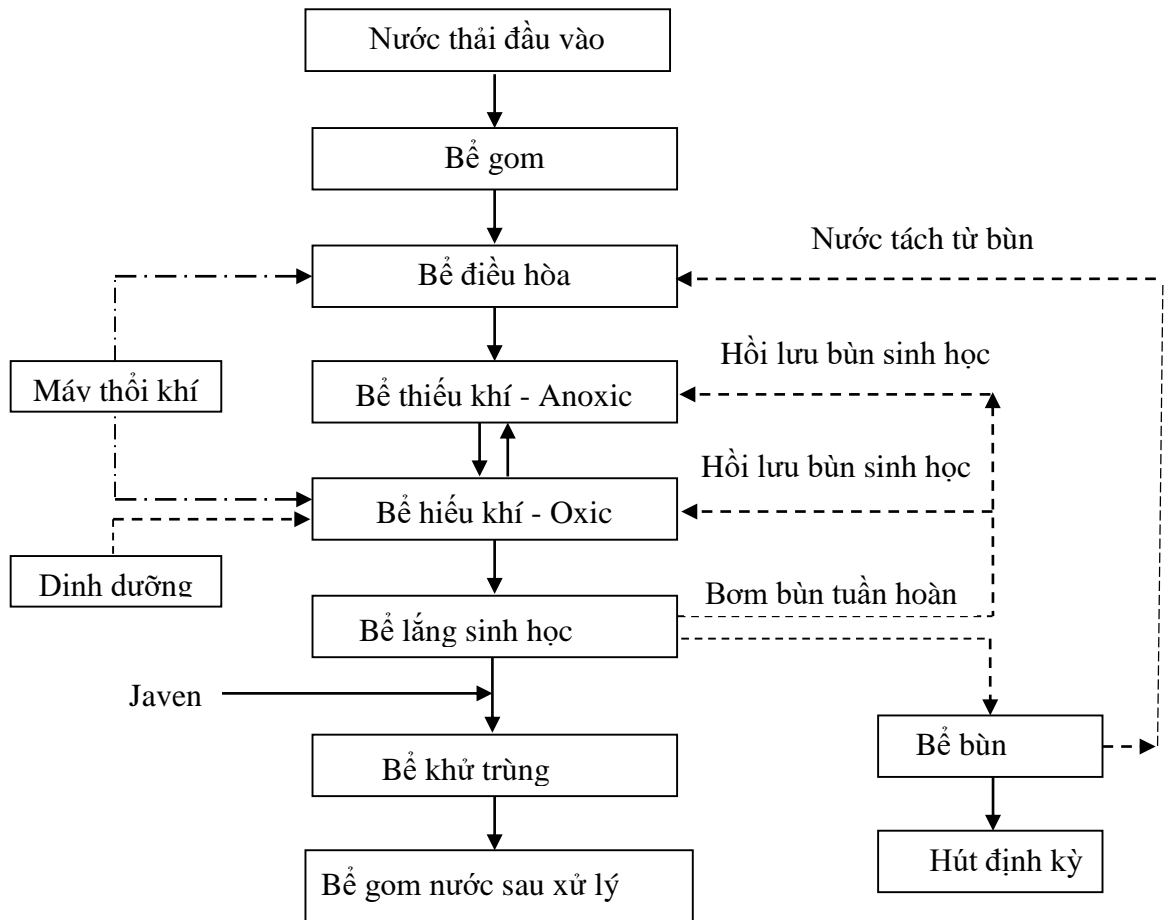 Nước thải đầu vào
Bể gom
Nước tách từ bùn
Bể điều hòa
Hồi lưu bùn sinh học
Máy thổi khí
Bể thiếu khí - Anoxic
Hồi lưu bùn sinh học
Bể hiếu khí - Oxic
Dinh dưỡng
Bơm bùn tuần hoàn
Bể lắng sinh học
Javen
Bể bùn
Bể khử trùng
Hút định kỳ
Bể gom nước sau xử lý